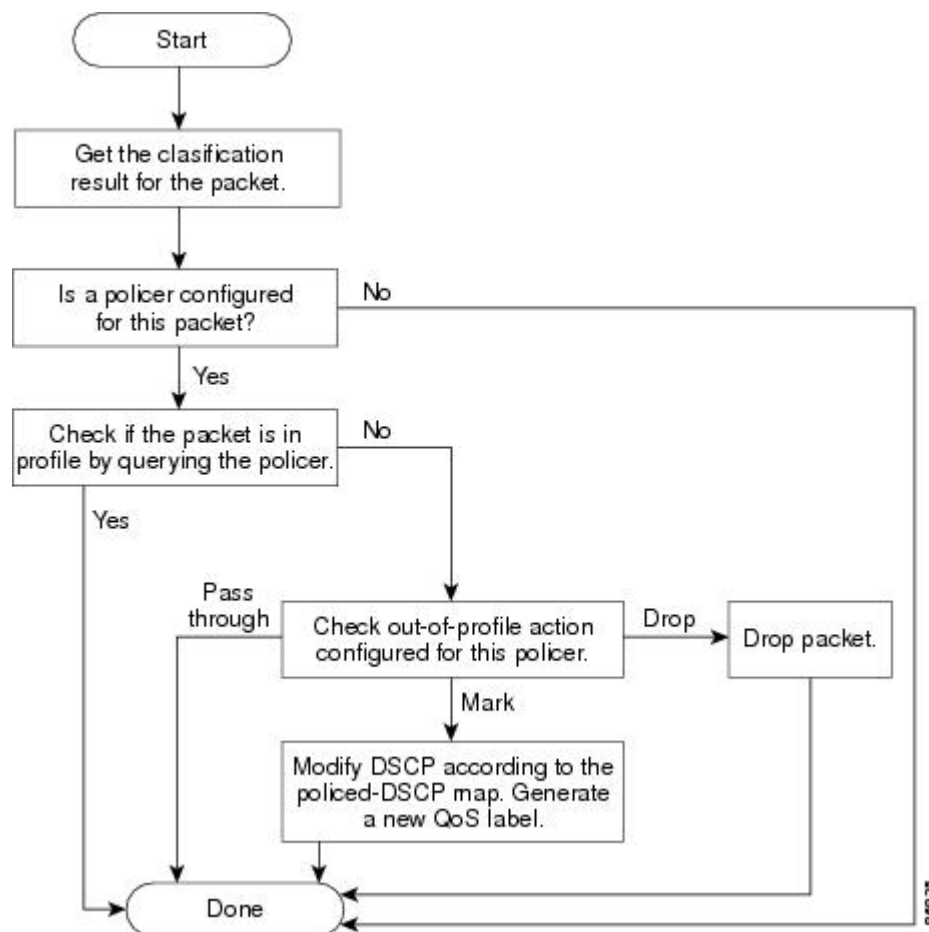 Start
Get the clasification
result for the packet.
Is a policer configured
for this packet?
No
Yes
Check if the packet is in
profile by querying the policer.
No
Yes
Pass
through
Check out-of-profile action
configured for this policer.
Drop
Drop packet.
Mark
Modify DSCP according to the
policed-DSCP map. Generate
a new QoS label.
Done